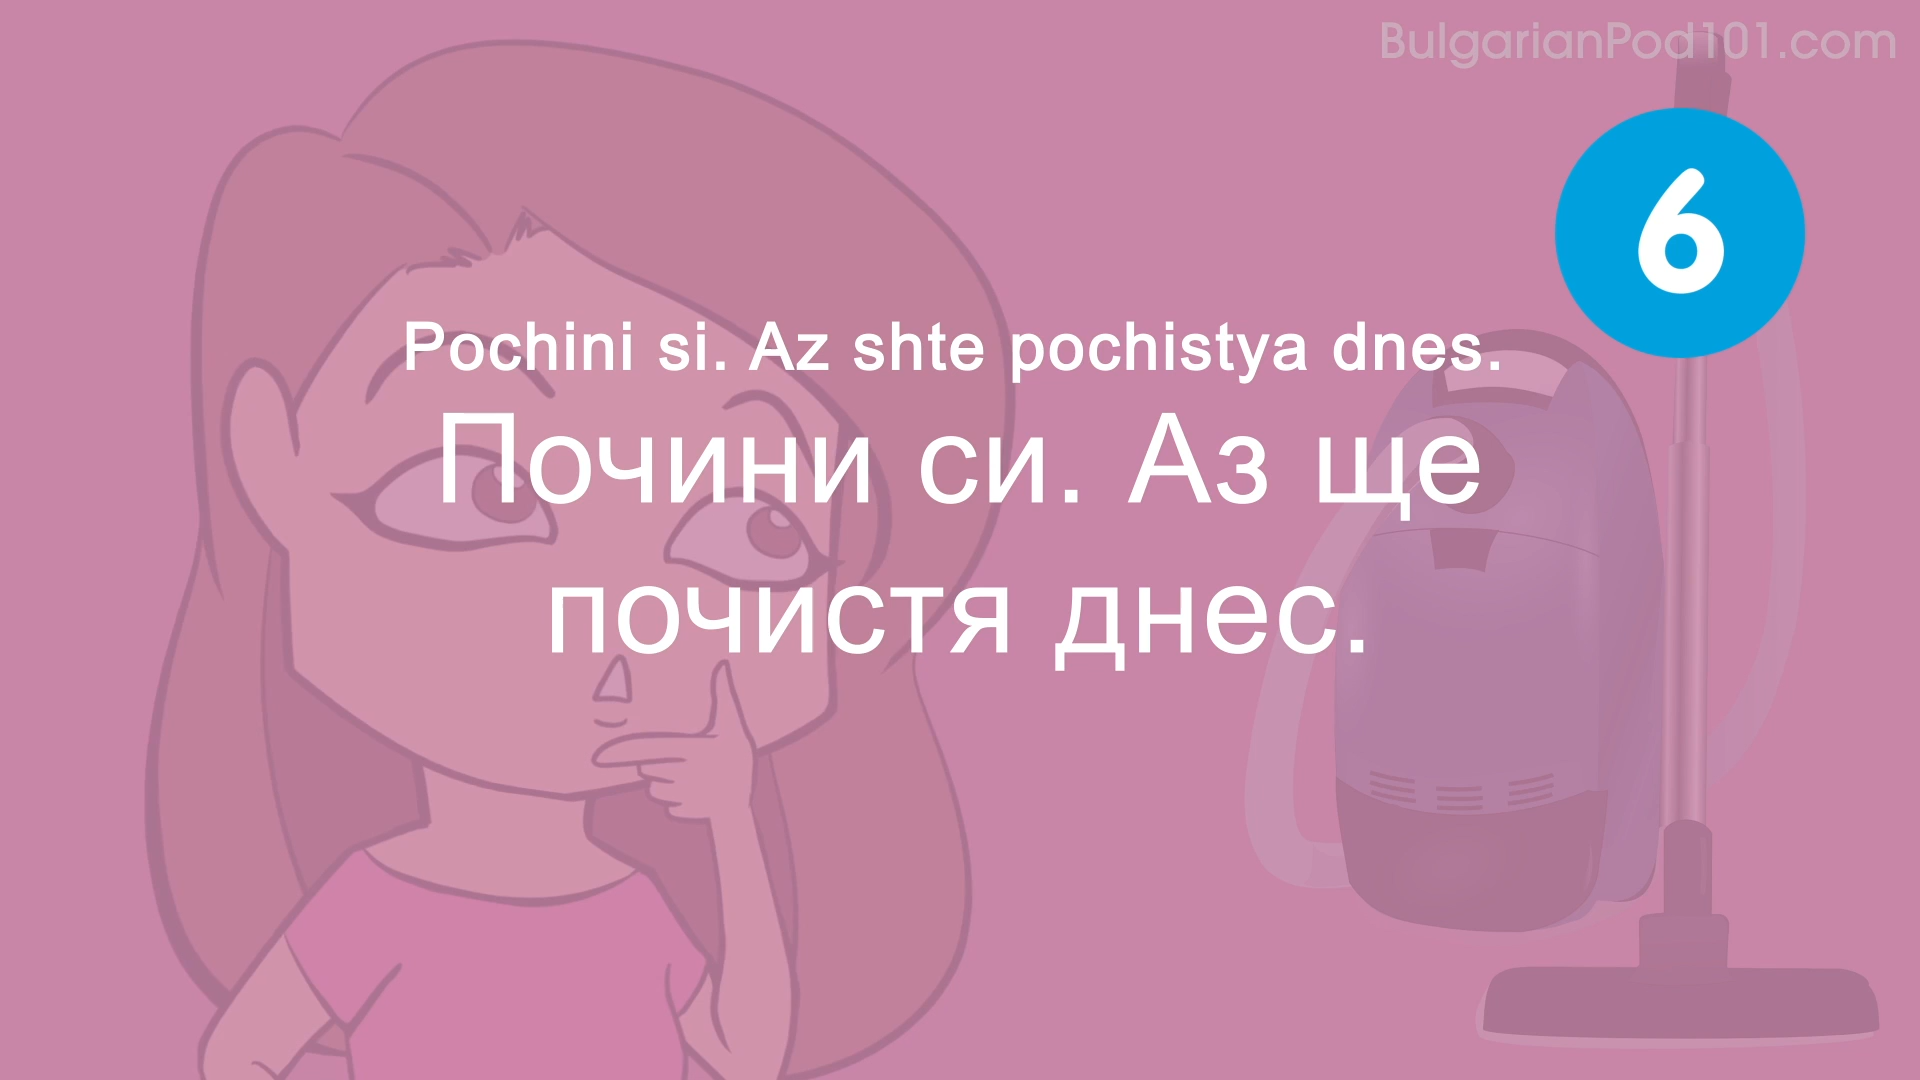 BulgarianPod101.com
6
Pochini si. Az shte pochistya dnes.
Почини си. Аз ще
почистя днес.